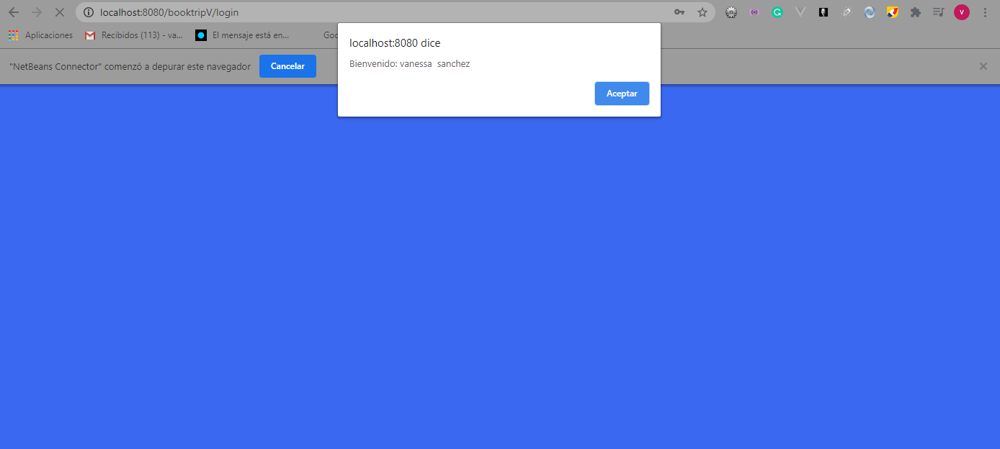 localhost:8080/booktripV/login
V
Aplicaciones
Recibidos (113) - va...
El mensaje está en...
Goo
localhost:8080 dice
Bienvenido: vanessa  sanchez
Aceptar
"NetBeans Connector" comenzó a depurar este navegador
Cancelar